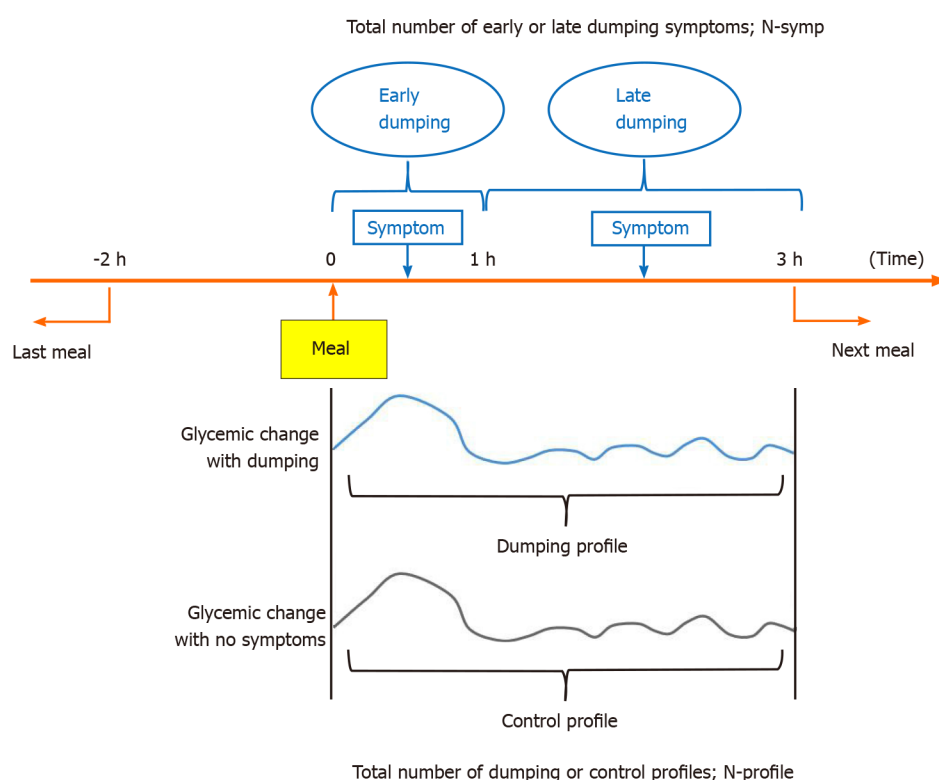 Total number of early or late dumping symptoms; N-symp
Early
dumping
Late
dumping
Symptom
Symptom
-2 h
0
1 h
3 h
(Time)
Last meal
Meal
Next meal
Glycemic change
with dumping
Dumping profile
Glycemic change
with no symptoms
Control profile
Total number of dumping or control profiles; N-profile